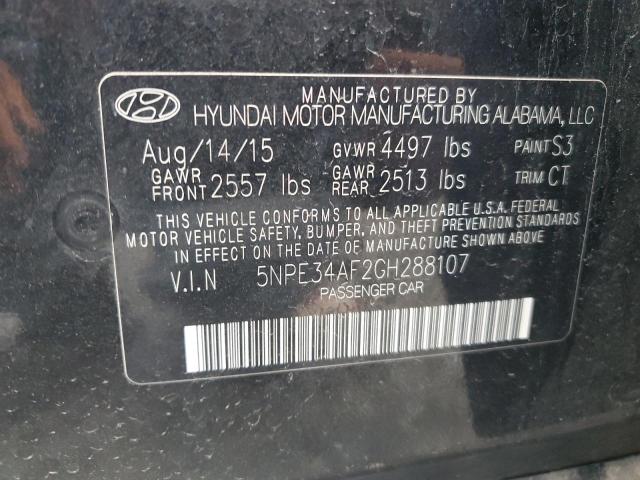 MANUFACTURED BY
HYUNDAI MOTOR MANUFACTURING ALABAMA, LLC
Aug/14/15 GVWR 4497 lbs PAINT S3
GAWR FRONT 2557 lbs GAWR REAR 2513 lbs TRIM CT
THIS VEHICLE CONFORMS TO ALL APPLICABLE U.S.A. FEDERAL
MOTOR VEHICLE SAFETY, BUMPER, AND THEFT PREVENTION STANDARDS
IN EFFECT ON THE DATE OF MANUFACTURE SHOWN ABOVE
V.I.N 5NPE34AF2GH288107
PASSENGER CAR